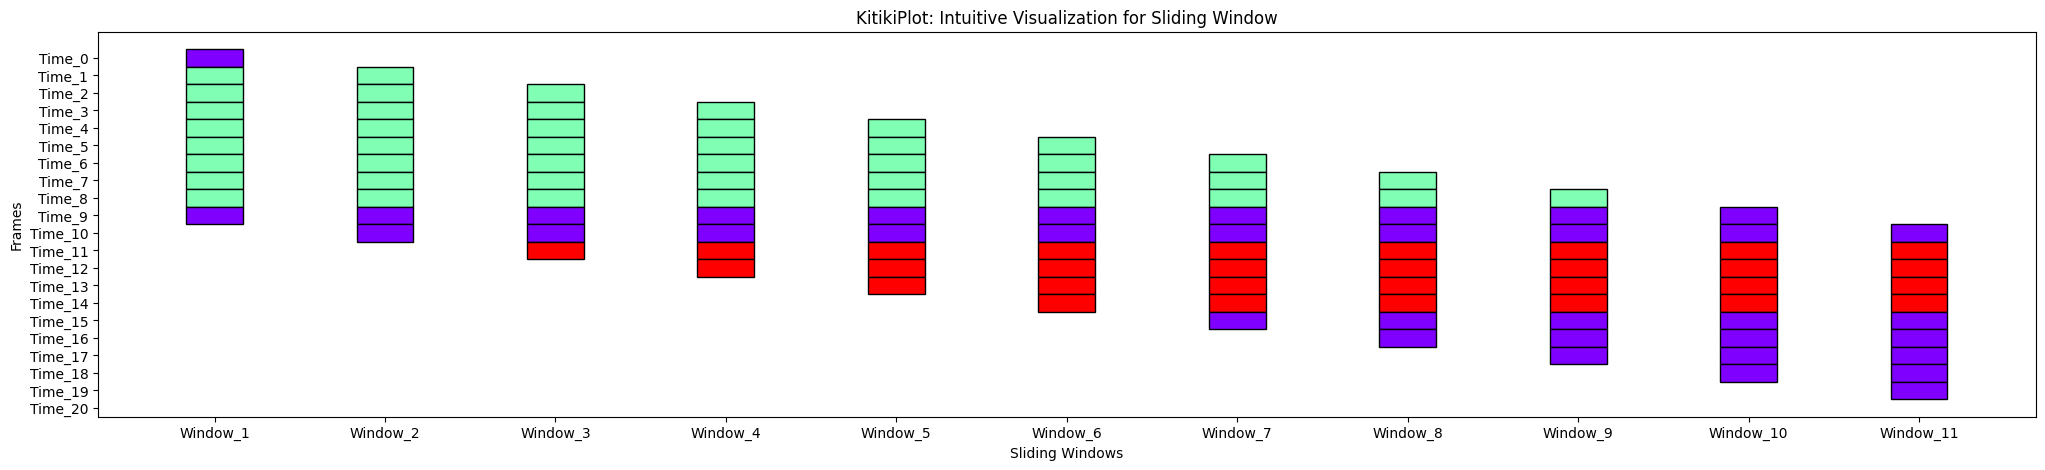 KitikiPlot: Intuitive Visualization for Sliding Window
Frames
Time_0
Time_1
Time_2
Time_3
Time_4
Time_5
Time_6
Time_7
Time_8
Time_9
Time_10
Time_11
Time_12
Time_13
Time_14
Time_15
Time_16
Time_17
Time_18
Time_19
Time_20
Window_1 Window_2 Window_3 Window_4 Window_5 Window_6 Window_7 Window_8 Window_9 Window_10 Window_11
Sliding Windows